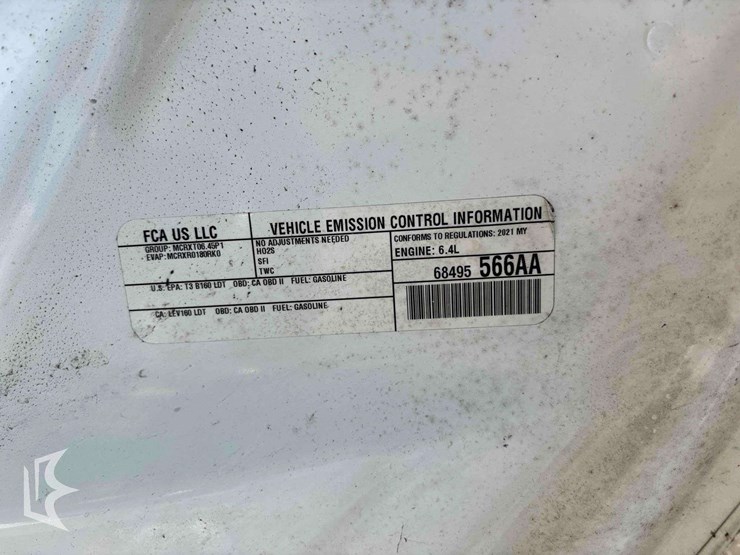 FCA US LLC
VEHICLE EMISSION CONTROL INFORMATION
GROUP: MCRXT06.45P1
EVAP: MCRXR0180RK0
NO ADJUSTMENTS NEEDED
HO2S
SFI
TWC
CONFORMS TO REGULATIONS: 2021 MY
ENGINE: 6.4L
68495 566AA
U.S. EPA: T3 B160 LDT OBD: CA OBD II FUEL: GASOLINE
CA: LEV160 LDT OBD: CA OBD II FUEL: GASOLINE